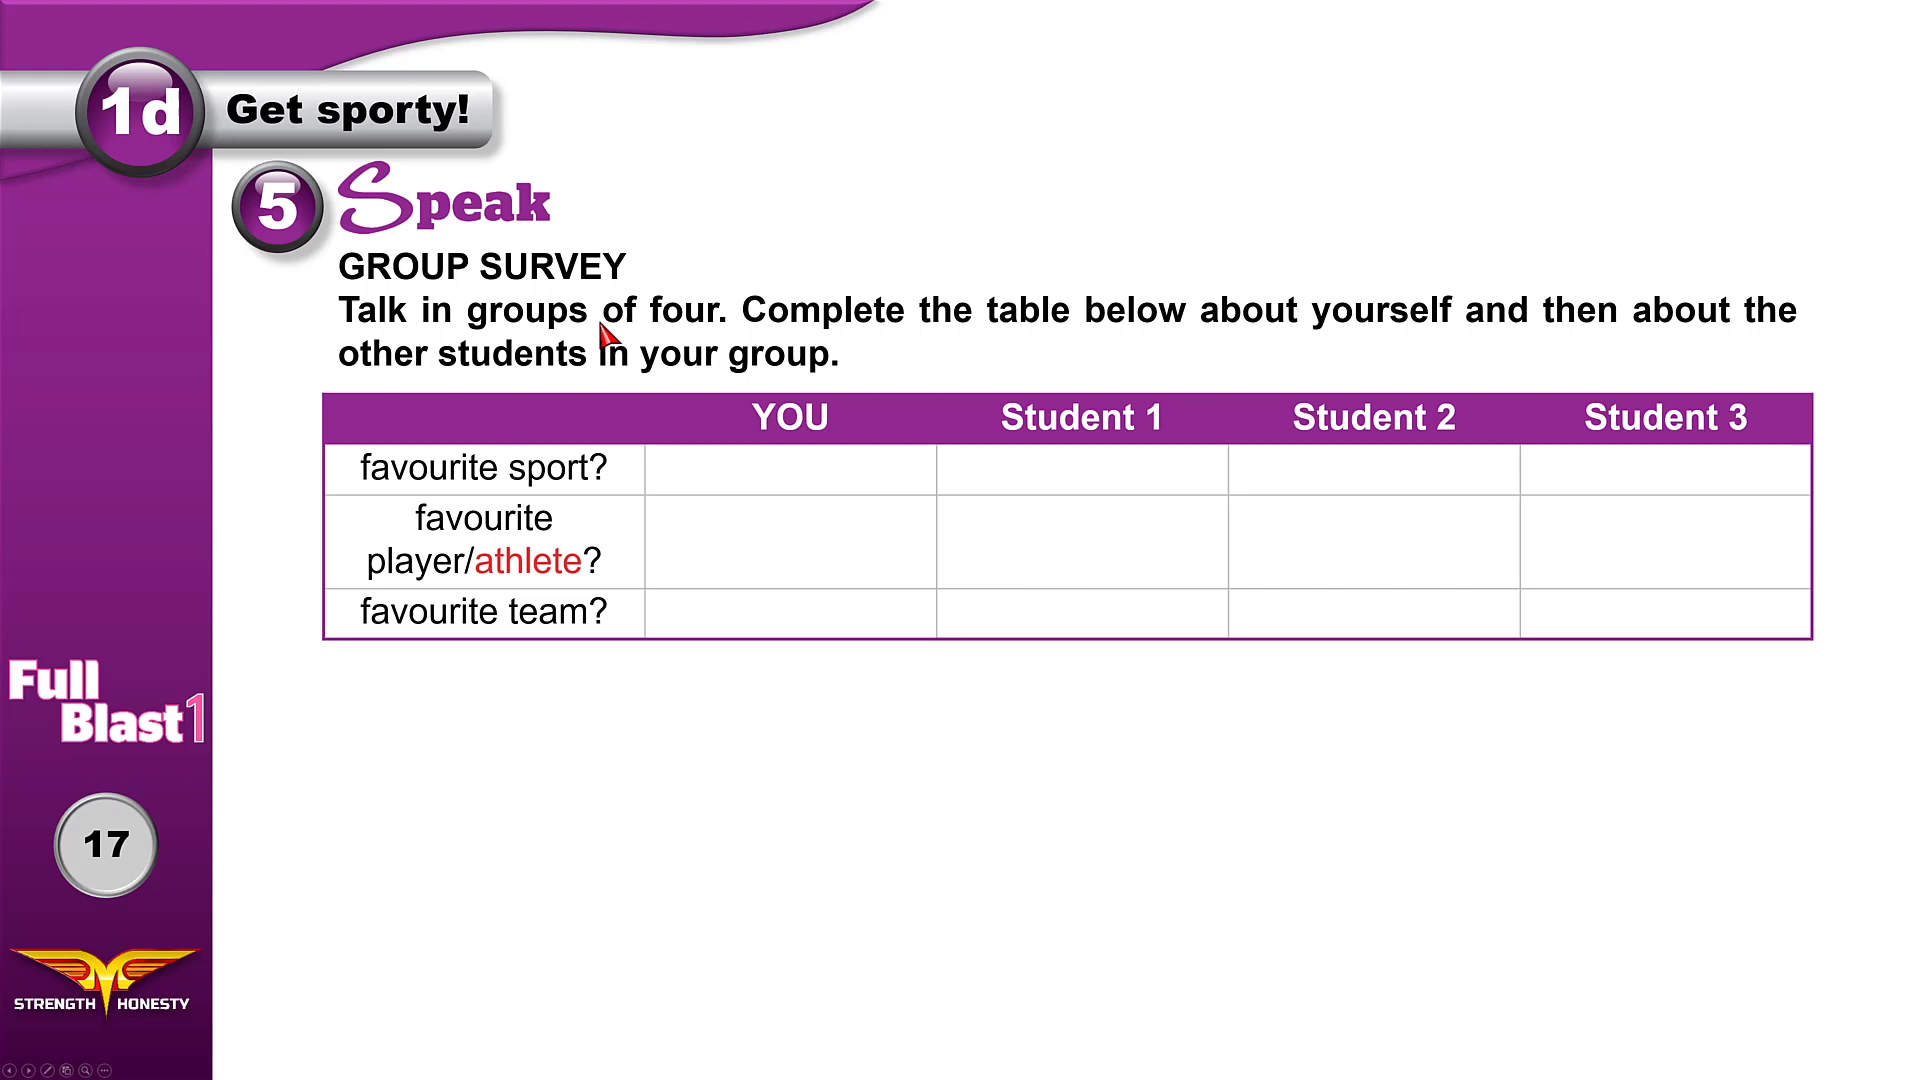 1d Get sporty!
5 Speak
GROUP SURVEY
Talk in groups of four. Complete the table below about yourself and then about the
other students in your group.
YOU Student 1 Student 2 Student 3
favourite sport?
favourite
player/athlete?
favourite team?
Full
Blast 1
17
STRENGTH HONESTY